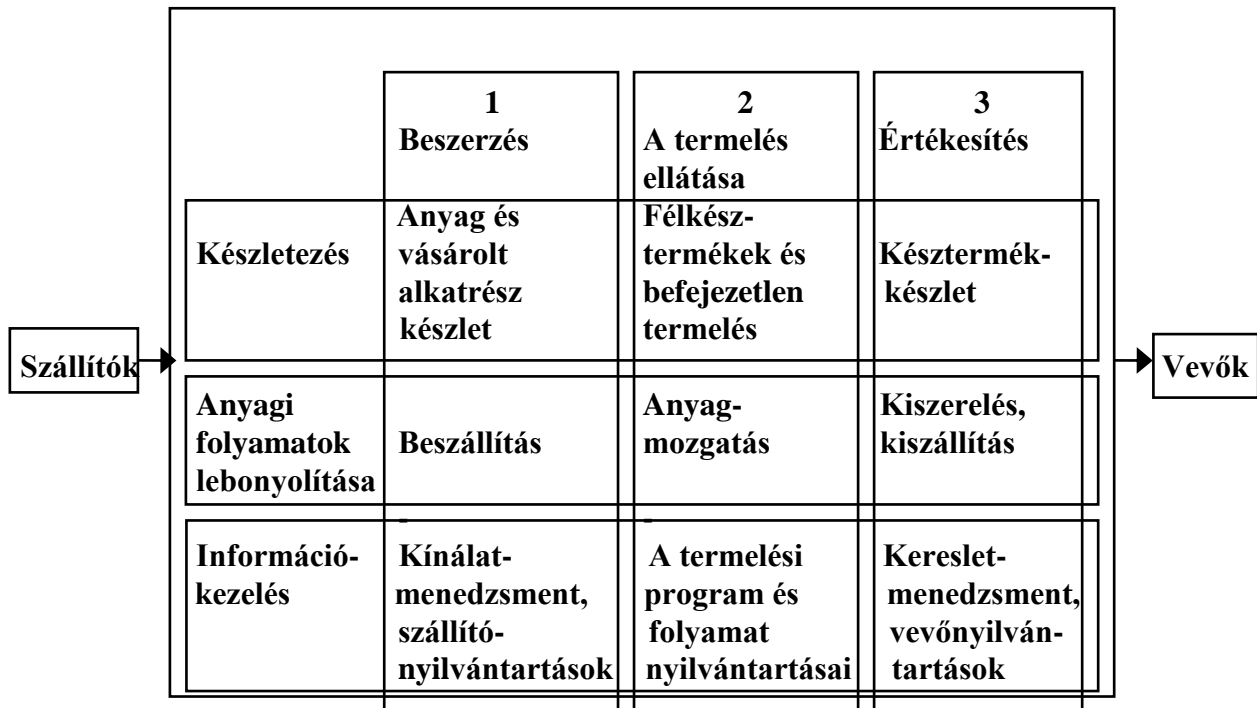 1
Beszerzés
2
A termelés
ellátása
3
Értékesítés
Készletezés
Anyag és
vásárolt
alkatrész
készlet
Félkész-
termékek és
befejezetlen
termelés
Késztermék-
készlet
Szállítók
Vevők
Anyagi
folyamatok
lebonyolítása
Beszállítás
Anyag-
mozgatás
Kiszerelés,
kiszállítás
Információ-
kezelés
Kínálat-
menedzsment,
szállító-
nyilvántartások
A termelési
program és
folyamat
nyilvántartásai
Kereslet-
menedzsment,
vevőnyilván-
tartások